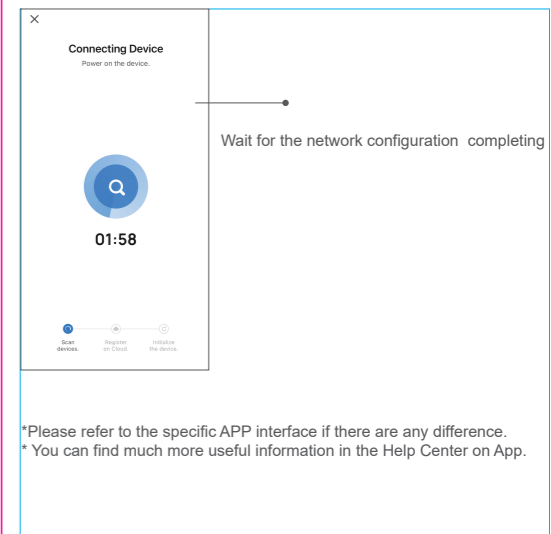 Connecting Device
Power on the device.
Wait for the network configuration  completing
01:58
Scan devices.
Register on Cloud.
Initialize the device.
*Please refer to the specific APP interface if there are any difference.
* You can find much more useful information in the Help Center on App.